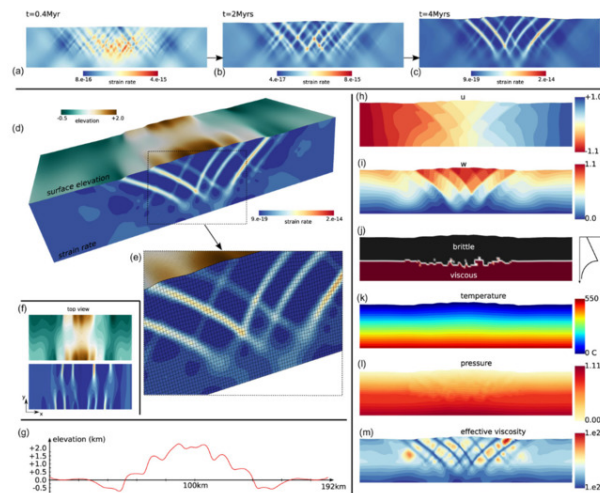 t=0.4Myr
t=2Myrs
t=4Myrs
(a)
8.e-16
4.e-15
strain rate
(b)
4.e-17
8.e-15
strain rate
(c)
9.e-19
2.e-14
strain rate
(d)
-0.5
+2.0
elevation
surface elevation
strain rate
9.e-19
2.e-14
strain rate
(e)
(f)
top view
y
x
(g)
elevation (km)
+2.0
+1.5
+1.0
+0.5
0.0
-0.5
100km
192km
(h)
u
+1.0
-1.1
(i)
w
1.1
0.0
(j)
brittle
viscous
(k)
temperature
550
0 C
(l)
pressure
1.11
0.00
(m)
effective viscosity
1.e2
1.e2